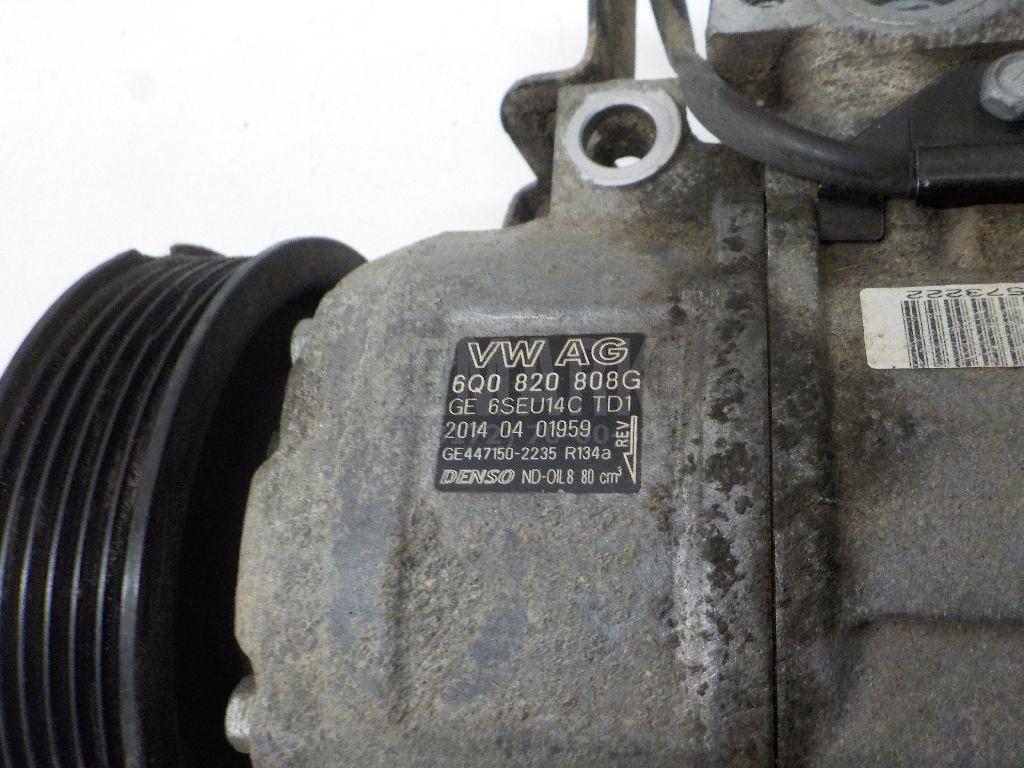 VW AG
6Q0 820 808G
GE 6SEU14C TD1
2014 04 01959
REV
GE447150-2235 R134a
DENSO ND-OIL8 80 cm³
573222